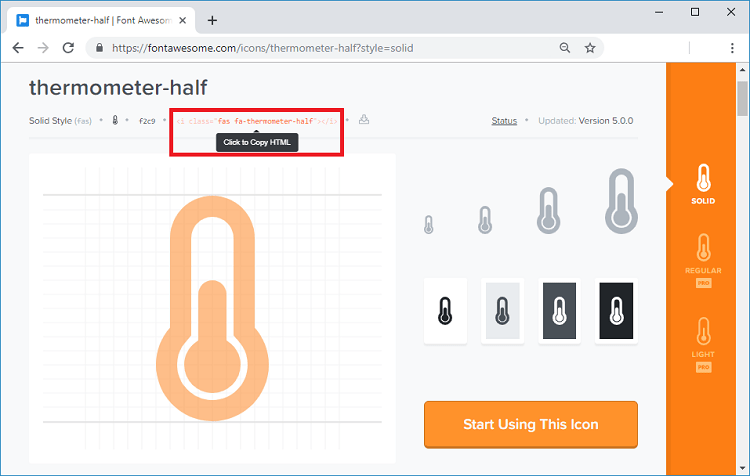 thermometer-half | Font Awesom
https://fontawesome.com/icons/thermometer-half?style=solid
thermometer-half
Solid Style (fas) • • f2c9 • <i class="fas fa-thermometer-half"></i> • Status • Updated: Version 5.0.0
Click to Copy HTML
SOLID
REGULAR
PRO
LIGHT
PRO
Start Using This Icon